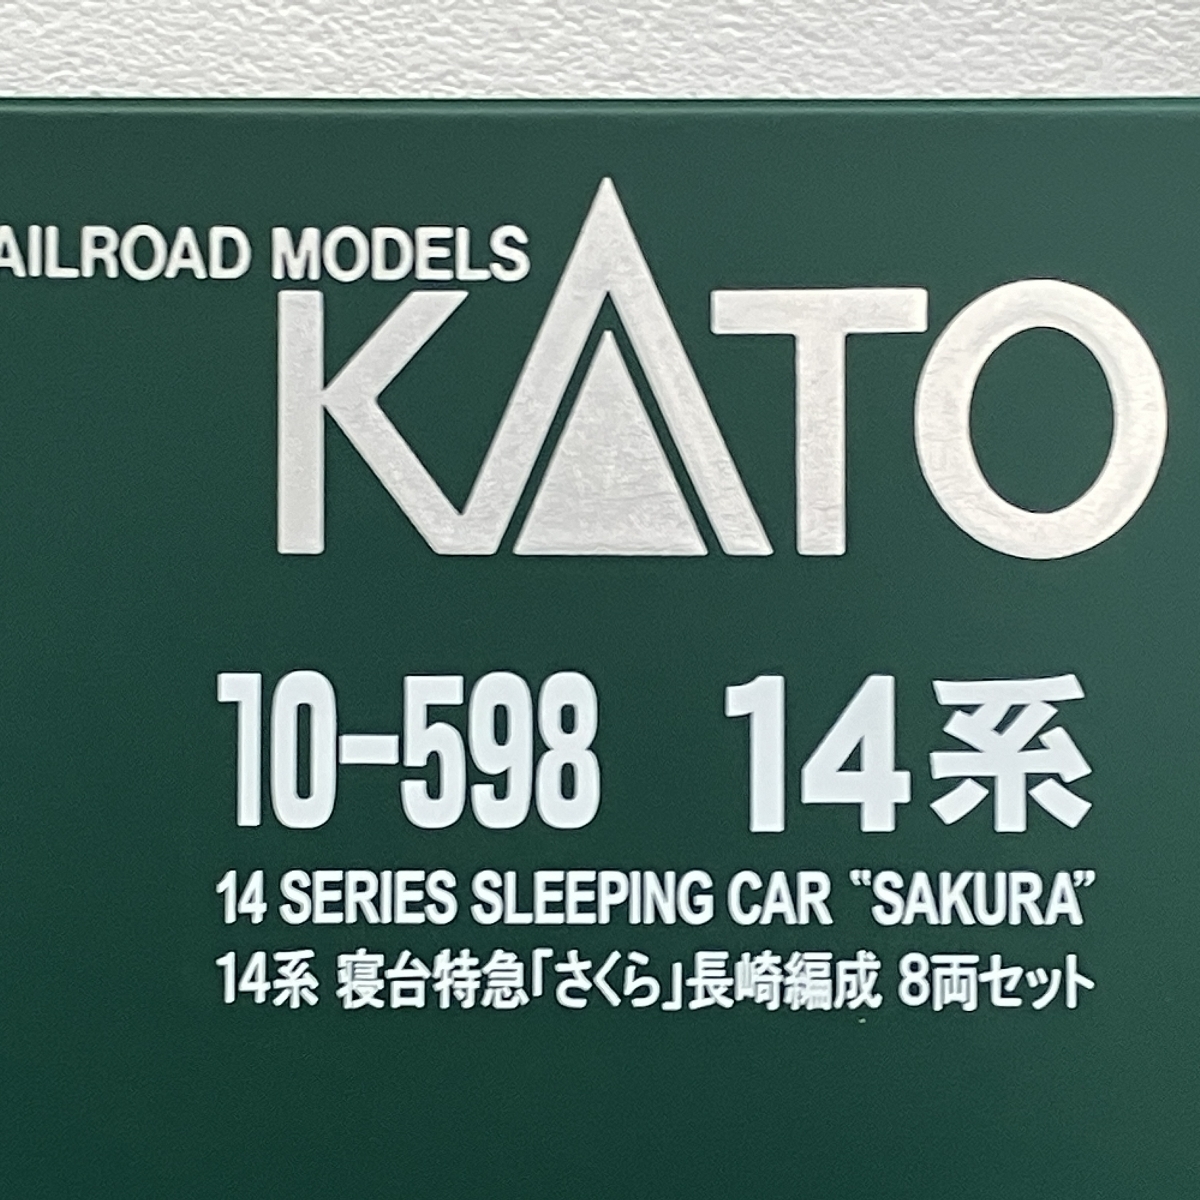 AILROAD MODELS
KATO
10-598 14系
14 SERIES SLEEPING CAR “SAKURA”
14系 寝台特急「さくら」長崎編成 8両セット